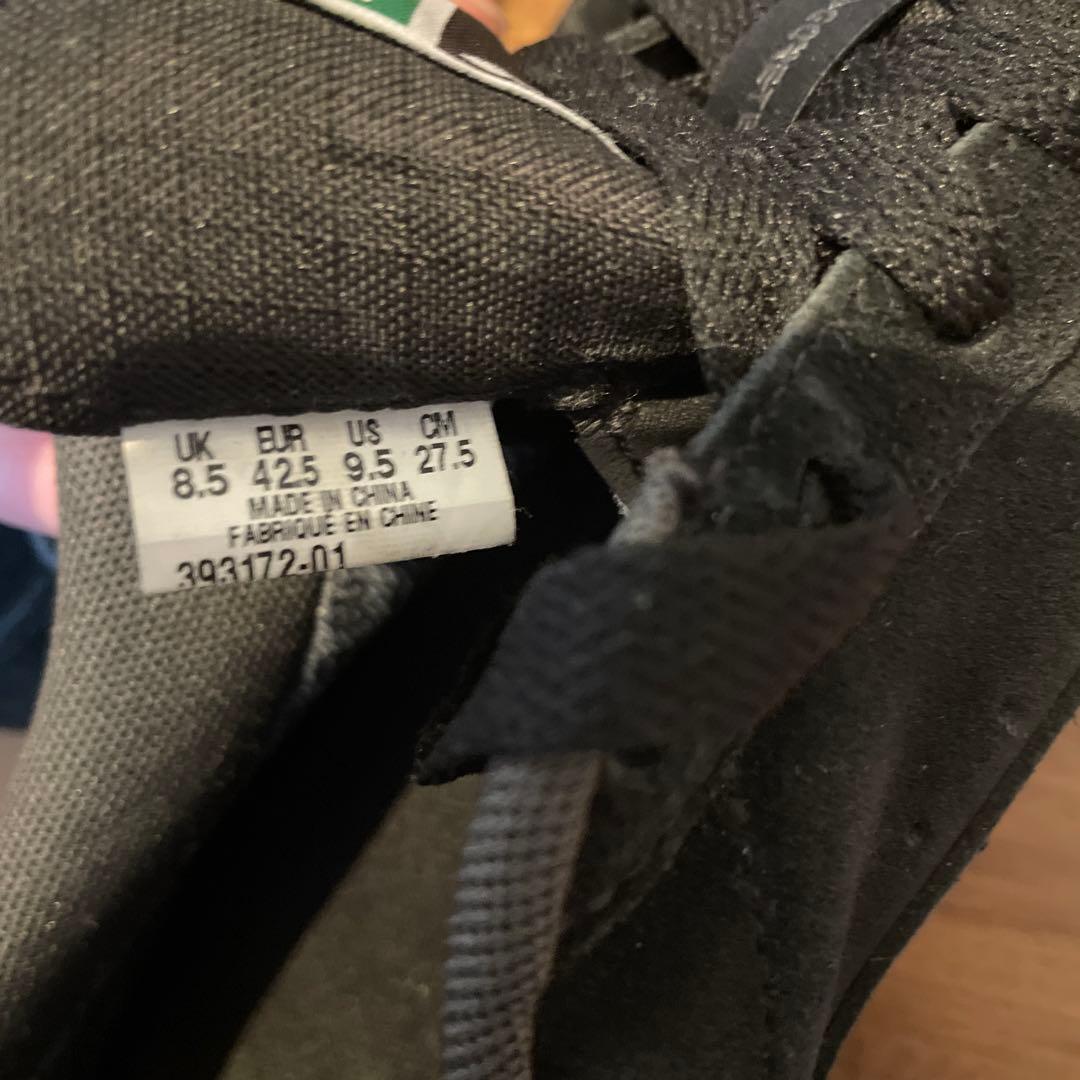 UK EUR US CM
8.5 42.5 9.5 27.5
MADE IN CHINA
FABRIQUE EN CHINE
393172-01